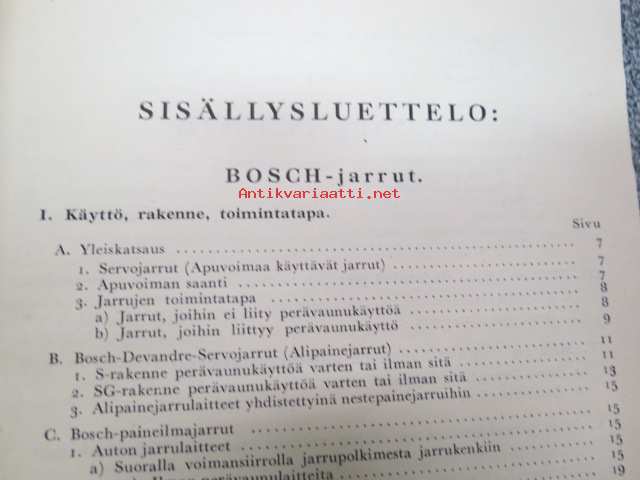 SISÄLLYSLUETTELO:
BOSCH-jarrut.
Antikvariaatti.net
I. Käyttö, rakenne, toimintatapa.
Sivu
A. Yleiskatsaus 7
1. Servojarrut (Apuvoimaa käyttävät jarrut) 7
2. Apuvoiman saanti 7
3. Jarrujen toimintatapa 8
a) Jarrut, joihin ei liity perävaunukäyttöä 8
b) Jarrut, joihin liittyy perävaunukäyttö 9
B. Bosch-Devandre-Servojarrut (Alipainejarrut) 11
1. S-rakenne perävaunukäyttöä varten tai ilman sitä 11
2. SG-rakenne perävaunukäyttöä varten tai ilman sitä 13
3. Alipainejarrulaitteet yhdistettyinä nestepainejarruihin 15
C. Bosch-paineilmajarrut 15
1. Auton jarrulaitteet 15
a) Suoralla voimansiirrolla jarrupolkimesta jarrukenkiin 15
perävaunulaitteita 19